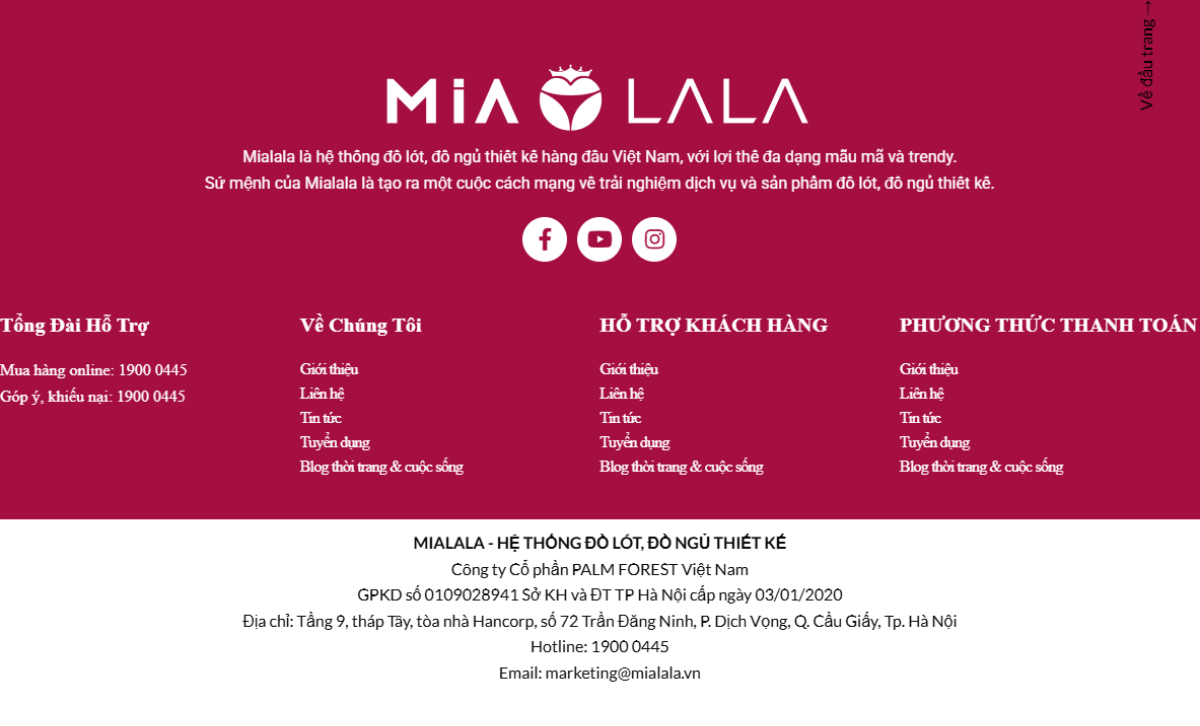 Về đầu trang →
MiA LALA
Mialala là hệ thống đồ lót, đồ ngủ thiết kế hàng đầu Việt Nam, với lợi thế đa dạng mẫu mã và trendy.
Sứ mệnh của Mialala là tạo ra một cuộc cách mạng về trải nghiệm dịch vụ và sản phẩm đồ lót, đồ ngủ thiết kế.
Tổng Đài Hỗ Trợ
Mua hàng online: 1900 0445
Góp ý, khiếu nại: 1900 0445
Về Chúng Tôi
Giới thiệu
Liên hệ
Tin tức
Tuyển dụng
Blog thời trang & cuộc sống
HỖ TRỢ KHÁCH HÀNG
Giới thiệu
Liên hệ
Tin tức
Tuyển dụng
Blog thời trang & cuộc sống
PHƯƠNG THỨC THANH TOÁN
Giới thiệu
Liên hệ
Tin tức
Tuyển dụng
Blog thời trang & cuộc sống
MIALALA - HỆ THỐNG ĐỒ LÓT, ĐỒ NGỦ THIẾT KẾ
Công ty Cổ phần PALM FOREST Việt Nam
GPKD số 0109028941 Sở KH và ĐT TP Hà Nội cấp ngày 03/01/2020
Địa chỉ: Tầng 9, tháp Tây, tòa nhà Hancorp, số 72 Trần Đăng Ninh, P. Dịch Vọng, Q. Cầu Giấy, Tp. Hà Nội
Hotline: 1900 0445
Email: marketing@mialala.vn